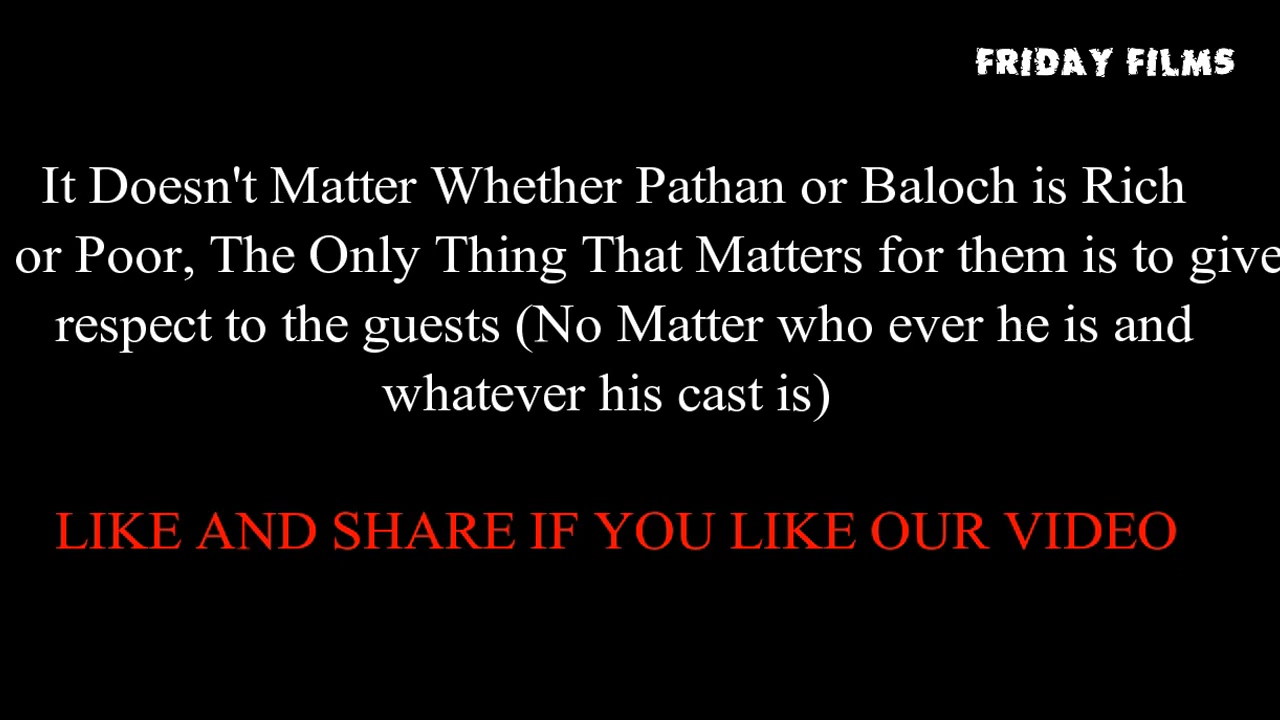 FRIDAY FILMS
It Doesn't Matter Whether Pathan or Baloch is Rich
or Poor, The Only Thing That Matters for them is to give
respect to the guests (No Matter who ever he is and
whatever his cast is)
LIKE AND SHARE IF YOU LIKE OUR VIDEO